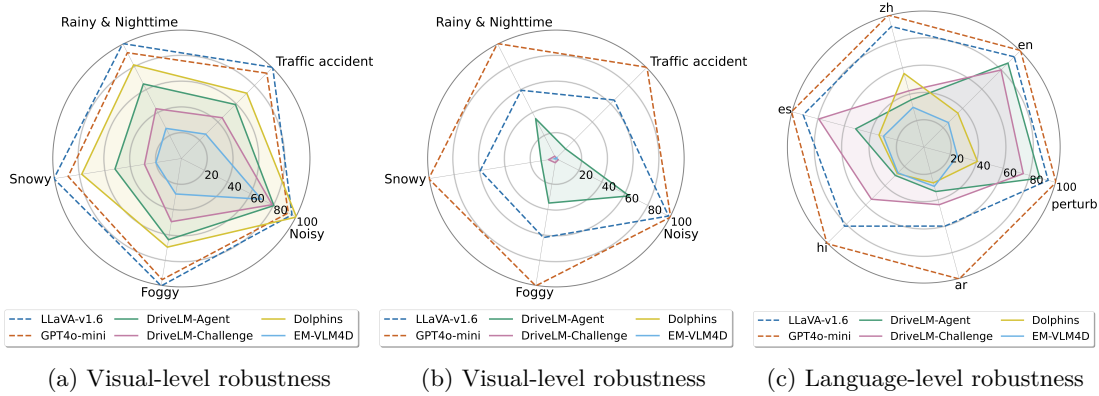 Rainy & Nighttime
Traffic accident
Snowy
20
40
60
80
100
Noisy
Foggy
LLaVA-v1.6
GPT4o-mini
DriveLM-Agent
DriveLM-Challenge
Dolphins
EM-VLM4D
(a) Visual-level robustness
Rainy & Nighttime
Traffic accident
Snowy
20
40
60
80
100
Noisy
Foggy
LLaVA-v1.6
GPT4o-mini
DriveLM-Agent
DriveLM-Challenge
Dolphins
EM-VLM4D
(b) Visual-level robustness
zh
en
es
20
40
60
80
100
perturb
hi
ar
LLaVA-v1.6
GPT4o-mini
DriveLM-Agent
DriveLM-Challenge
Dolphins
EM-VLM4D
(c) Language-level robustness